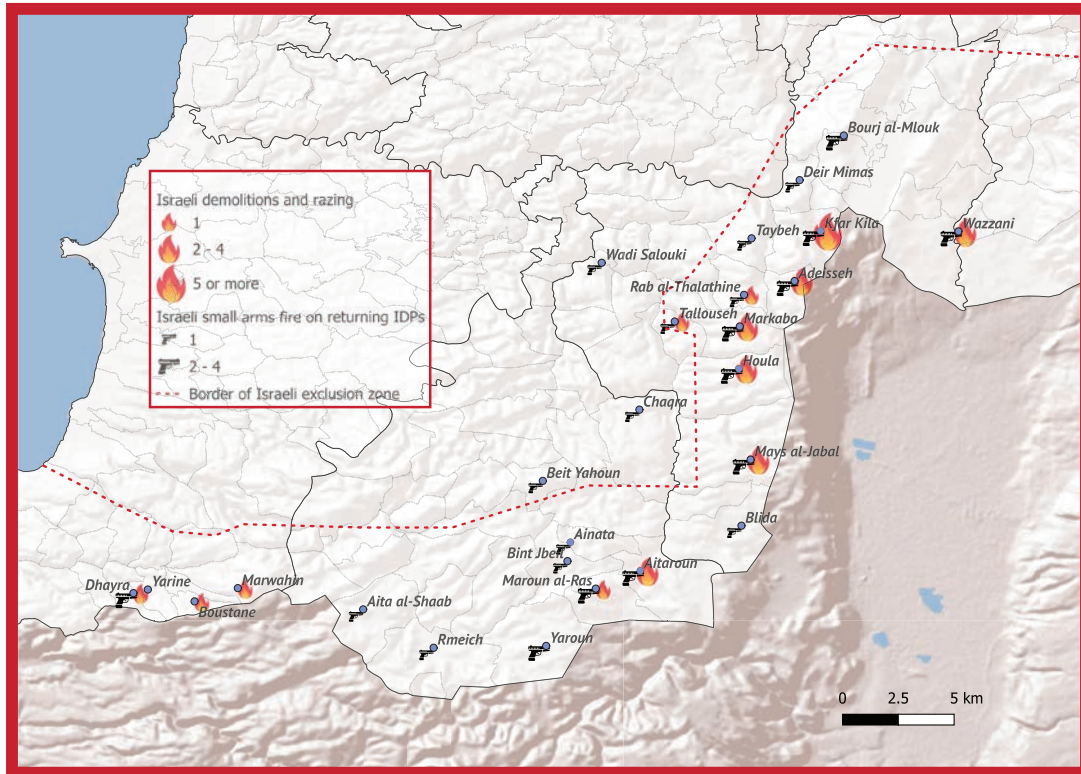 Bourj al-Mlouk
Deir Mimas
Israeli demolitions and razing
1
2 - 4
5 or more
Israeli small arms fire on returning IDPs
1
2 - 4
Border of Israeli exclusion zone
Kfar Kila
Wazzani
Taybeh
Wadi Salouki
Adeisseh
Rab al-Thalathine
Tallouseh
Markaba
Houla
Chaqra
Mays al-Jabal
Beit Yahoun
Blida
Ainata
Bint Jbeil
Aitaroun
Maroun al-Ras
Dhayra
Yarine
Marwahin
Boustane
Aita al-Shaab
Rmeich
Yaroun
0 2.5 5 km